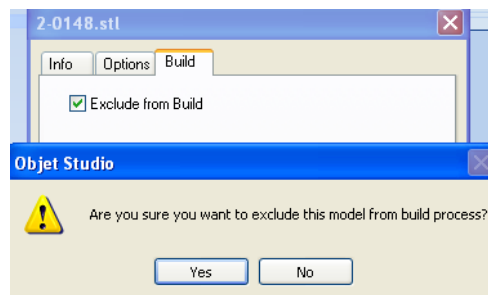 2-0148.stl
Info Options Build
Exclude from Build
Objet Studio
Are you sure you want to exclude this model from build process?
Yes No